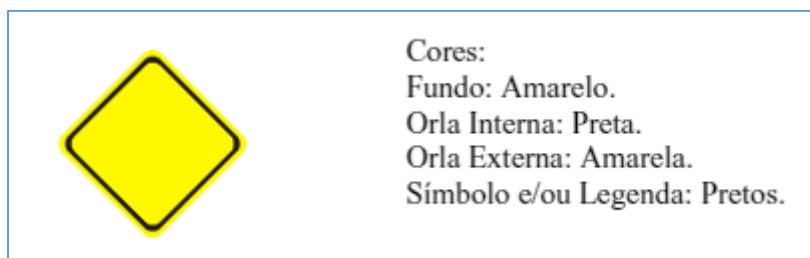 Cores:
Fundo: Amarelo.
Orla Interna: Preta.
Orla Externa: Amarela.
Símbolo e/ou Legenda: Pretos.